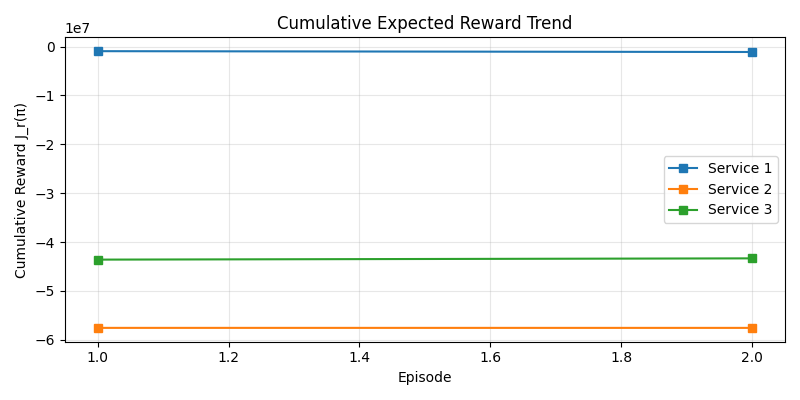 Cumulative Expected Reward Trend
1e7
0
−1
−2
−3
−4
−5
−6
Cumulative Reward J_r(π)
Service 1
Service 2
Service 3
1.0 1.2 1.4 1.6 1.8 2.0
Episode